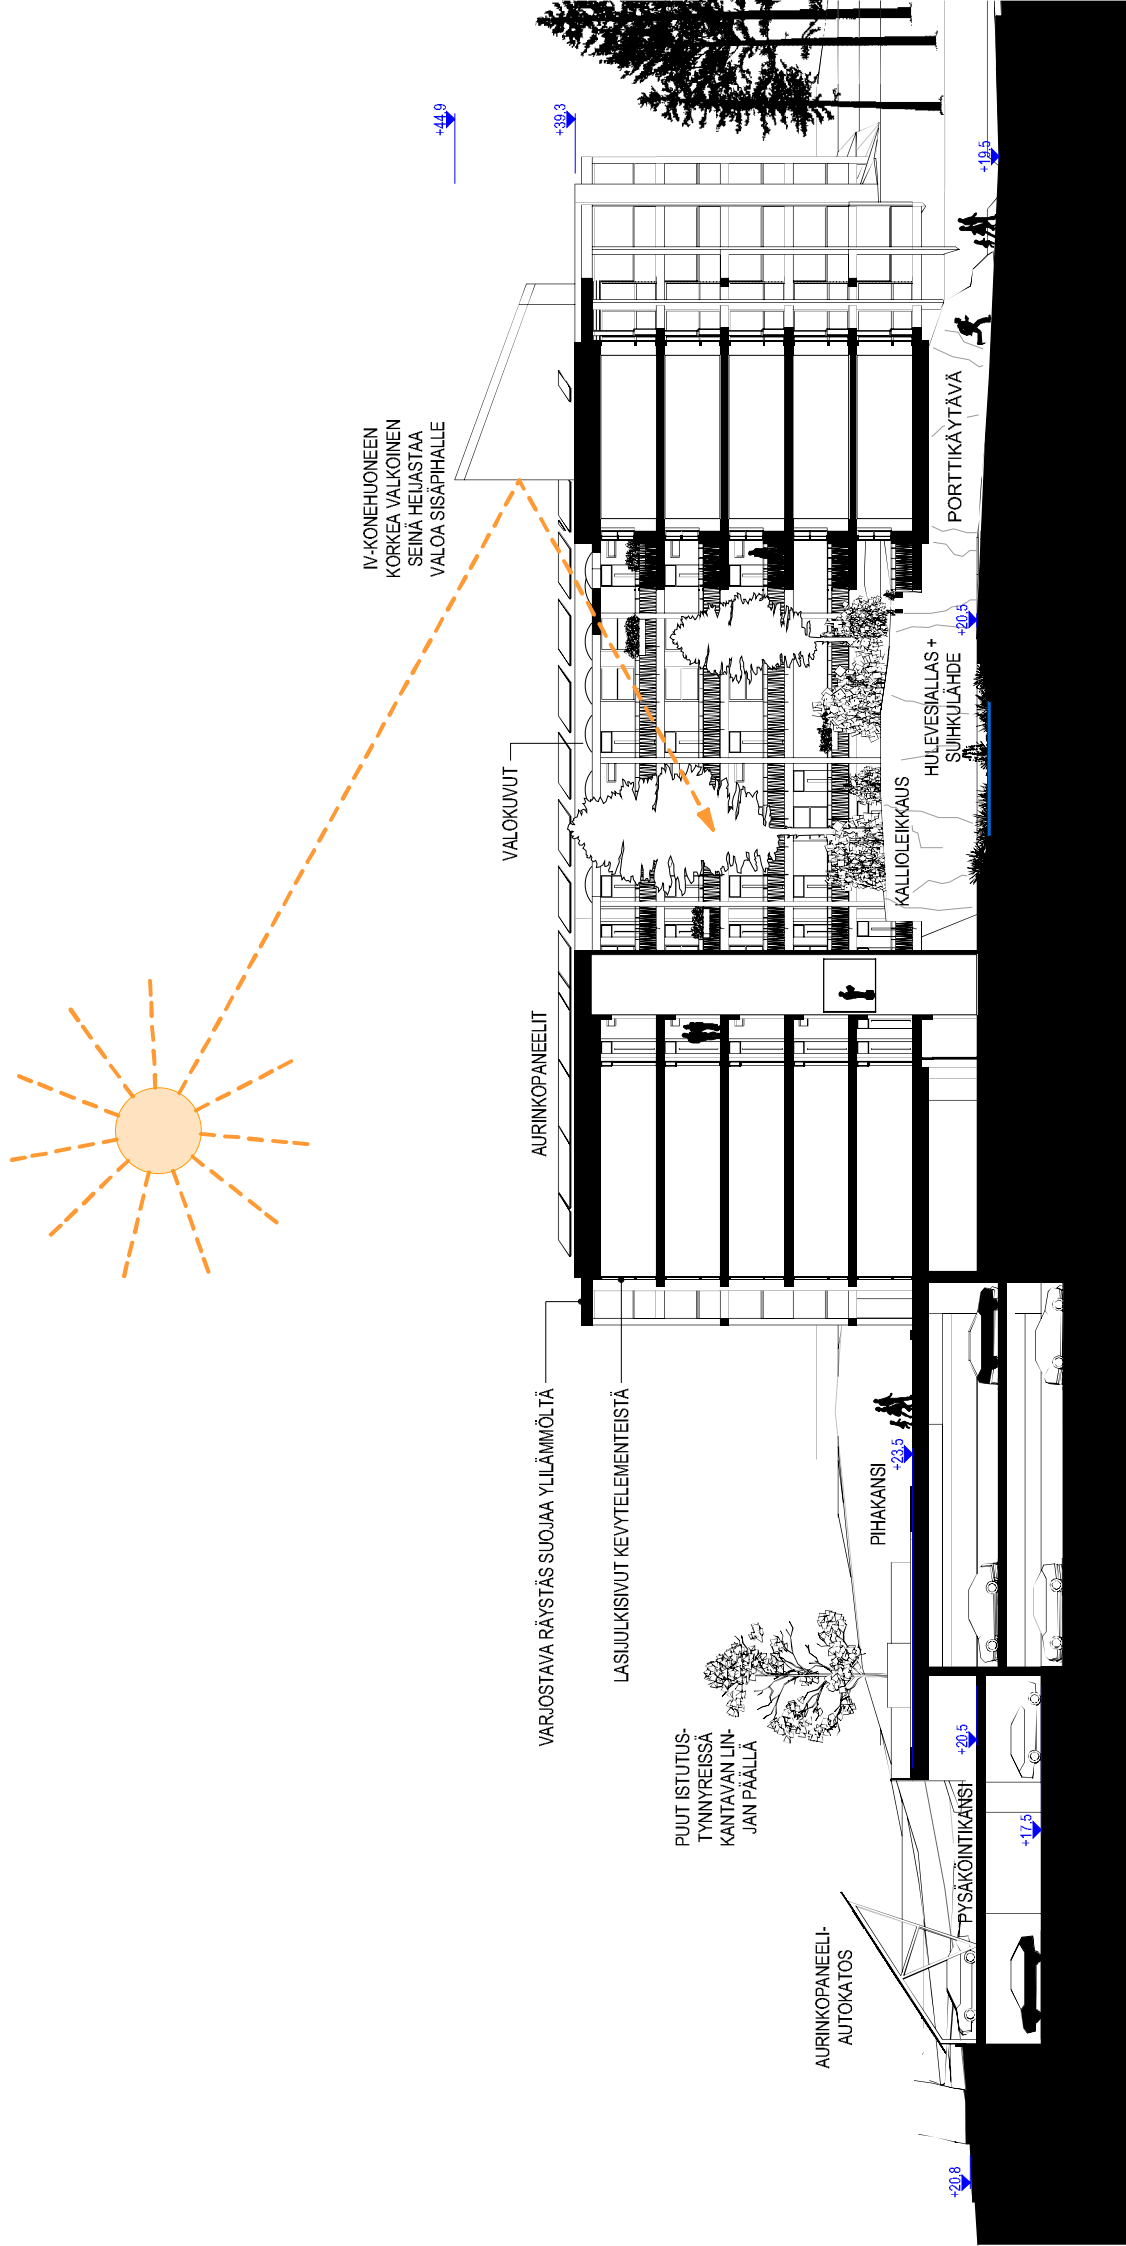 +44,9
+39,3
IV-KONEHUONEEN
KORKEA VALKOINEN
SEINÄ HEIJASTAA
VALOA SISÄPIHALLE
VALOKUVUT
AURINKOPANEELIT
VARJOSTAVA RÄYSTÄS SUOJAA YLILÄMMÖLTÄ
LASIJULKISIVUT KEVYTELEMENTEISTÄ
PUUT ISTUTUS-
TYNNYREISSÄ
KANTAVAN LIN-
JAN PÄÄLLÄ
AURINKOPANEELI-
AUTOKATOS
PIHAKANSI
+23,5
KALLIOLEIKKAUS
HULEVESIALLAS +
SUIHKULÄHDE
PORTTIKÄYTÄVÄ
+20,8
PYSÄKÖINTIKANSI
+20,5
+20,5
+19,5
+17,5